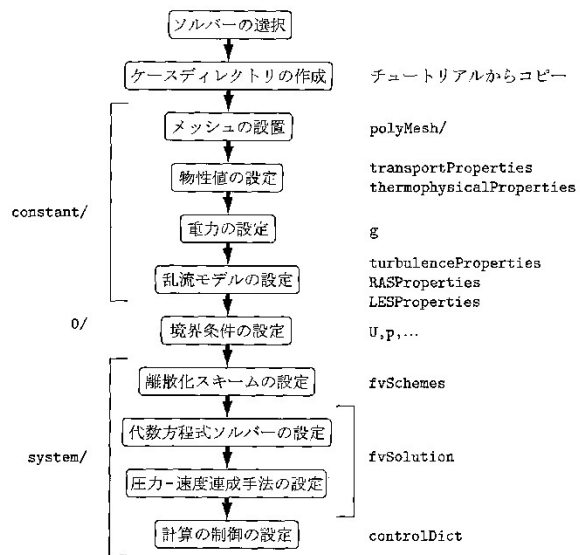 ソルバーの選択
ケースディレクトリの作成 チュートリアルからコピー
メッシュの設置 polyMesh/
物性値の設定 transportProperties
thermophysicalProperties
constant/
重力の設定 g
turbulenceProperties
乱流モデルの設定 RASProperties
LESProperties
0/ 境界条件の設定 U,p,...
離散化スキームの設定 fvSchemes
代数方程式ソルバーの設定
system/ fvSolution
圧力-速度連成手法の設定
計算の制御の設定 controlDict